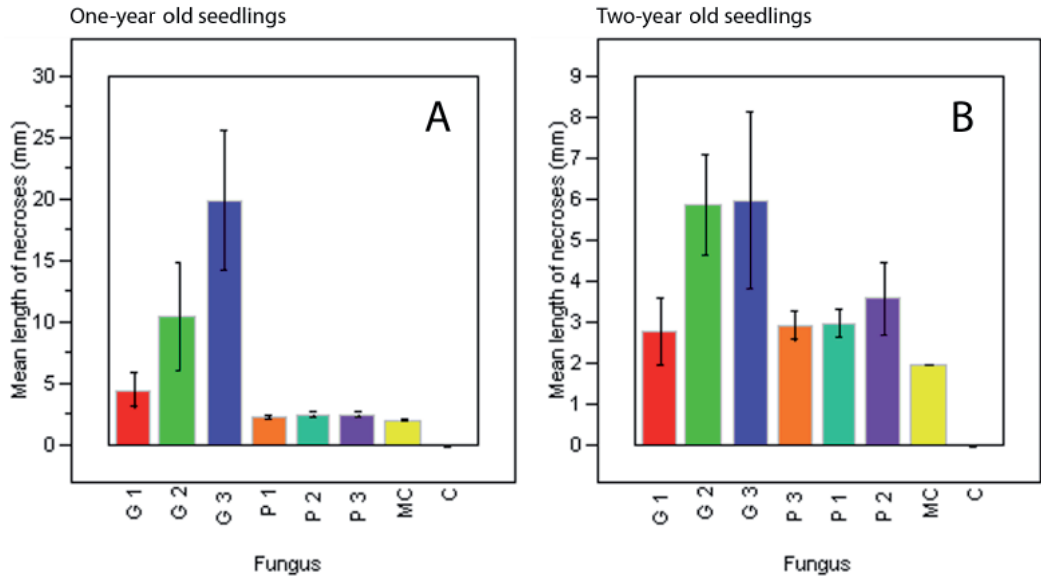 One-year old seedlings
A
Mean length of necroses (mm)
30
25
20
15
10
5
0
G 1
G 2
G 3
P 1
P 2
P 3
MC
C
Fungus
Two-year old seedlings
B
Mean length of necroses (mm)
9
8
7
6
5
4
3
2
1
0
G 1
G 2
G 3
P 3
P 1
P 2
MC
C
Fungus